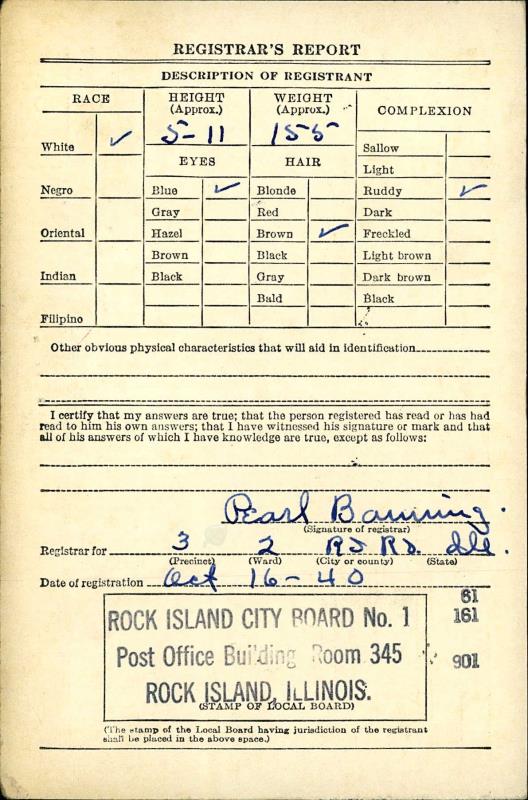 REGISTRAR'S REPORT
DESCRIPTION OF REGISTRANT
RACE
HEIGHT (Approx.)
WEIGHT (Approx.)
COMPLEXION
5-11
155
White ✓
Sallow
EYES
HAIR
Light
Negro
Blue ✓
Blonde
Ruddy ✓
Gray
Red
Dark
Oriental
Hazel
Brown ✓
Freckled
Brown
Black
Light brown
Indian
Black
Gray
Dark brown
Bald
Black
Filipino
Other obvious physical characteristics that will aid in identification
I certify that my answers are true; that the person registered has read or has had
read to him his own answers; that I have witnessed his signature or mark and that
all of his answers of which I have knowledge are true, except as follows:
Pearl Banning
(Signature of registrar)
Registrar for 3 2 Ill.
(Precinct) (Ward) (City or county) (State)
Date of registration Oct 16-40
61
161
901
ROCK ISLAND CITY BOARD No. 1
Post Office Building Room 345
ROCK ISLAND, ILLINOIS.
(STAMP OF LOCAL BOARD)
(The stamp of the Local Board having jurisdiction of the registrant
shall be placed in the above space.)